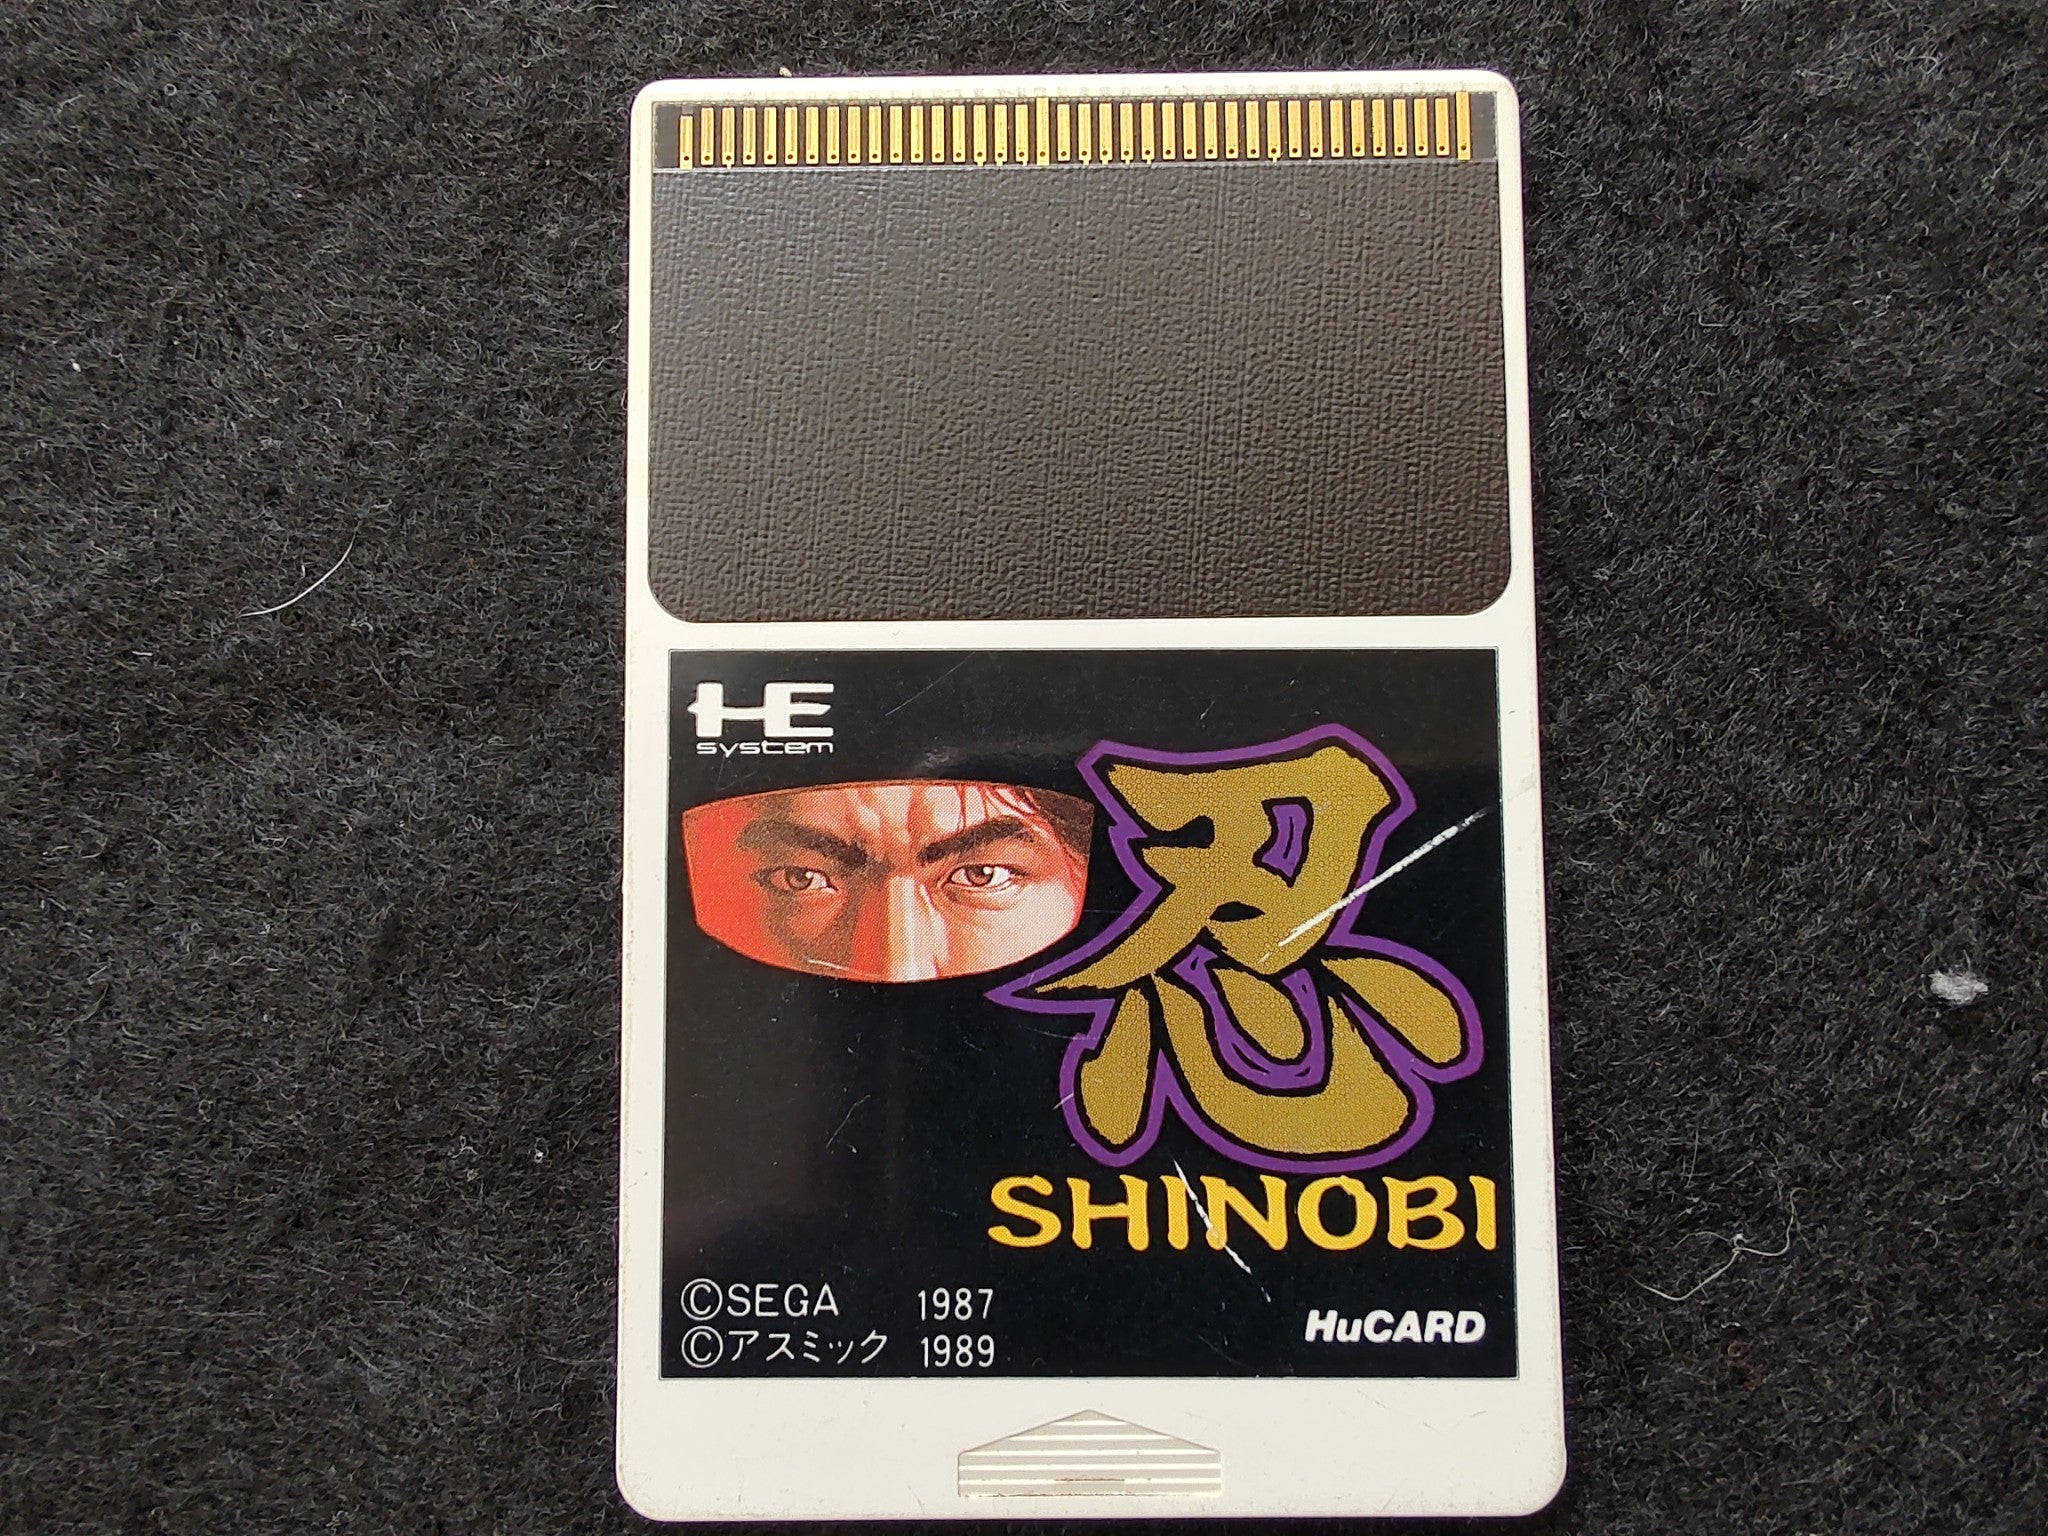 HE
system
忍
SHINOBI
©SEGA 1987
©アスミック 1989
HuCARD